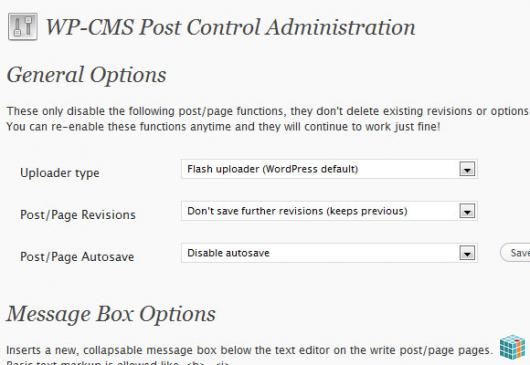 WP-CMS Post Control Administration
General Options
These only disable the following post/page functions, they don't delete existing revisions or options
You can re-enable these functions anytime and they will continue to work just fine!
Uploader type
Flash uploader (WordPress default)
Post/Page Revisions
Don't save further revisions (keeps previous)
Post/Page Autosave
Disable autosave
Save
Message Box Options
Inserts a new, collapsable message box below the text editor on the write post/page pages.
Basic text markup is allowed like <b>, <i>